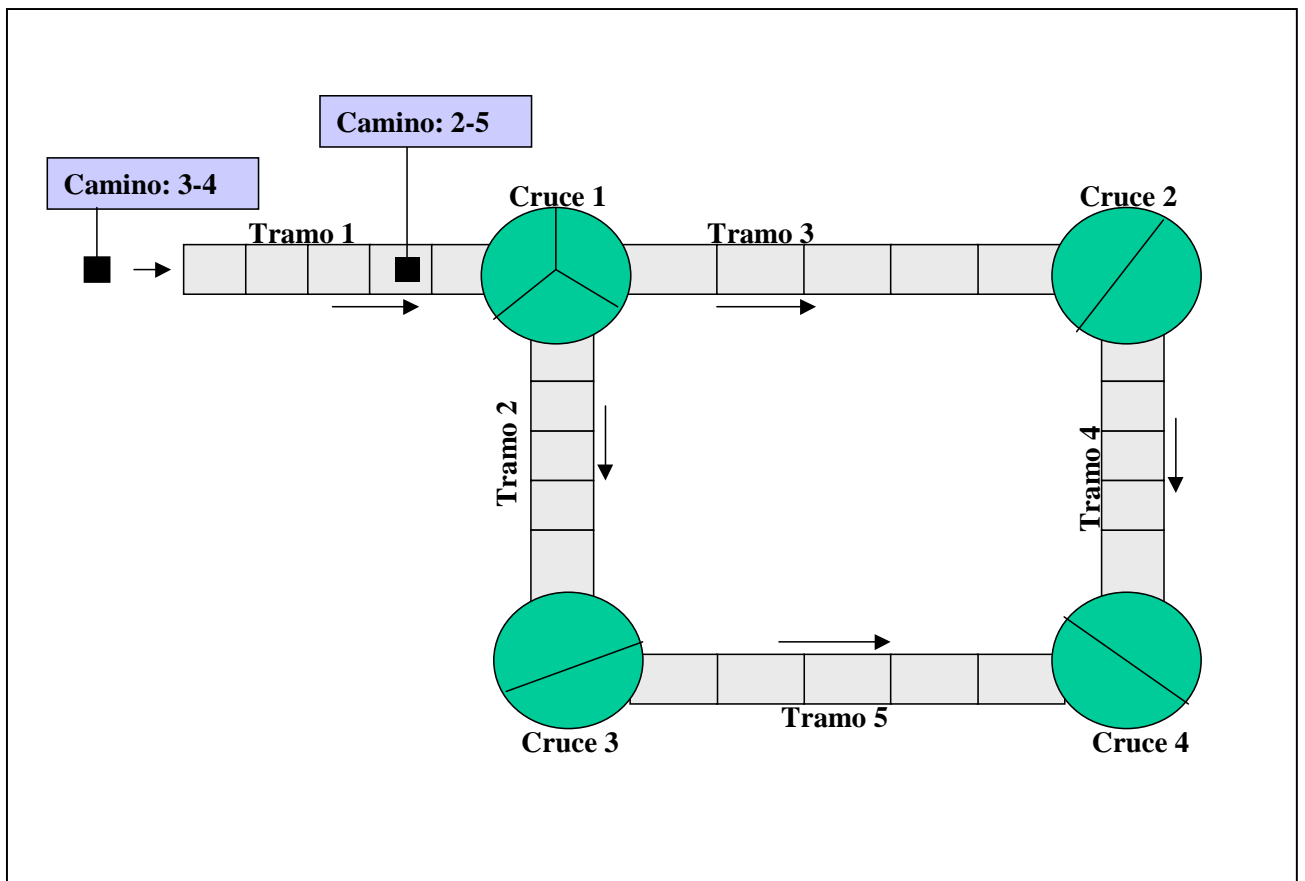 Camino: 2-5
Camino: 3-4
Cruce 1
Cruce 2
Tramo 1
Tramo 3
Tramo 2
Tramo 4
Tramo 5
Cruce 3
Cruce 4